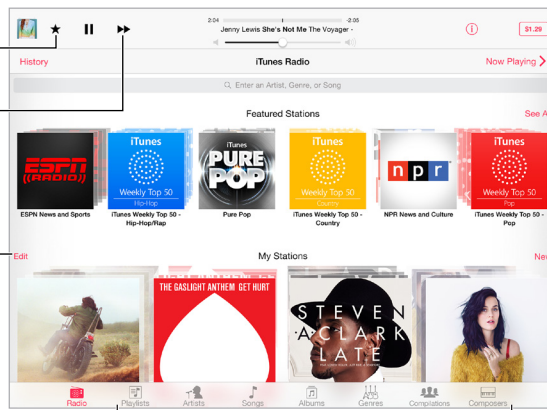 2:04
-2:05
Jenny Lewis She's Not Me The Voyager -
$1.29
History
iTunes Radio
Now Playing
Enter an Artist, Genre, or Song
Featured Stations
See A
ESPN
RADIO
iTunes
Weekly Top 50
Hip-Hop
iTunes
PURE
POP
iTunes
Weekly Top 50
Country
npr
iTunes
Weekly Top 50
Pop
ESPN News and Sports
iTunes Weekly Top 50 -
Hip-Hop/Rap
Pure Pop
iTunes Weekly Top 50 -
Country
NPR News and Culture
iTunes Weekly Top 50 -
Pop
Edit
My Stations
New
THE GASLIGHT ANTHEM GET HURT
STEVEN
A CLARK
LATE
Radio
Playlists
Artists
Songs
Albums
Genres
Compilations
Composers